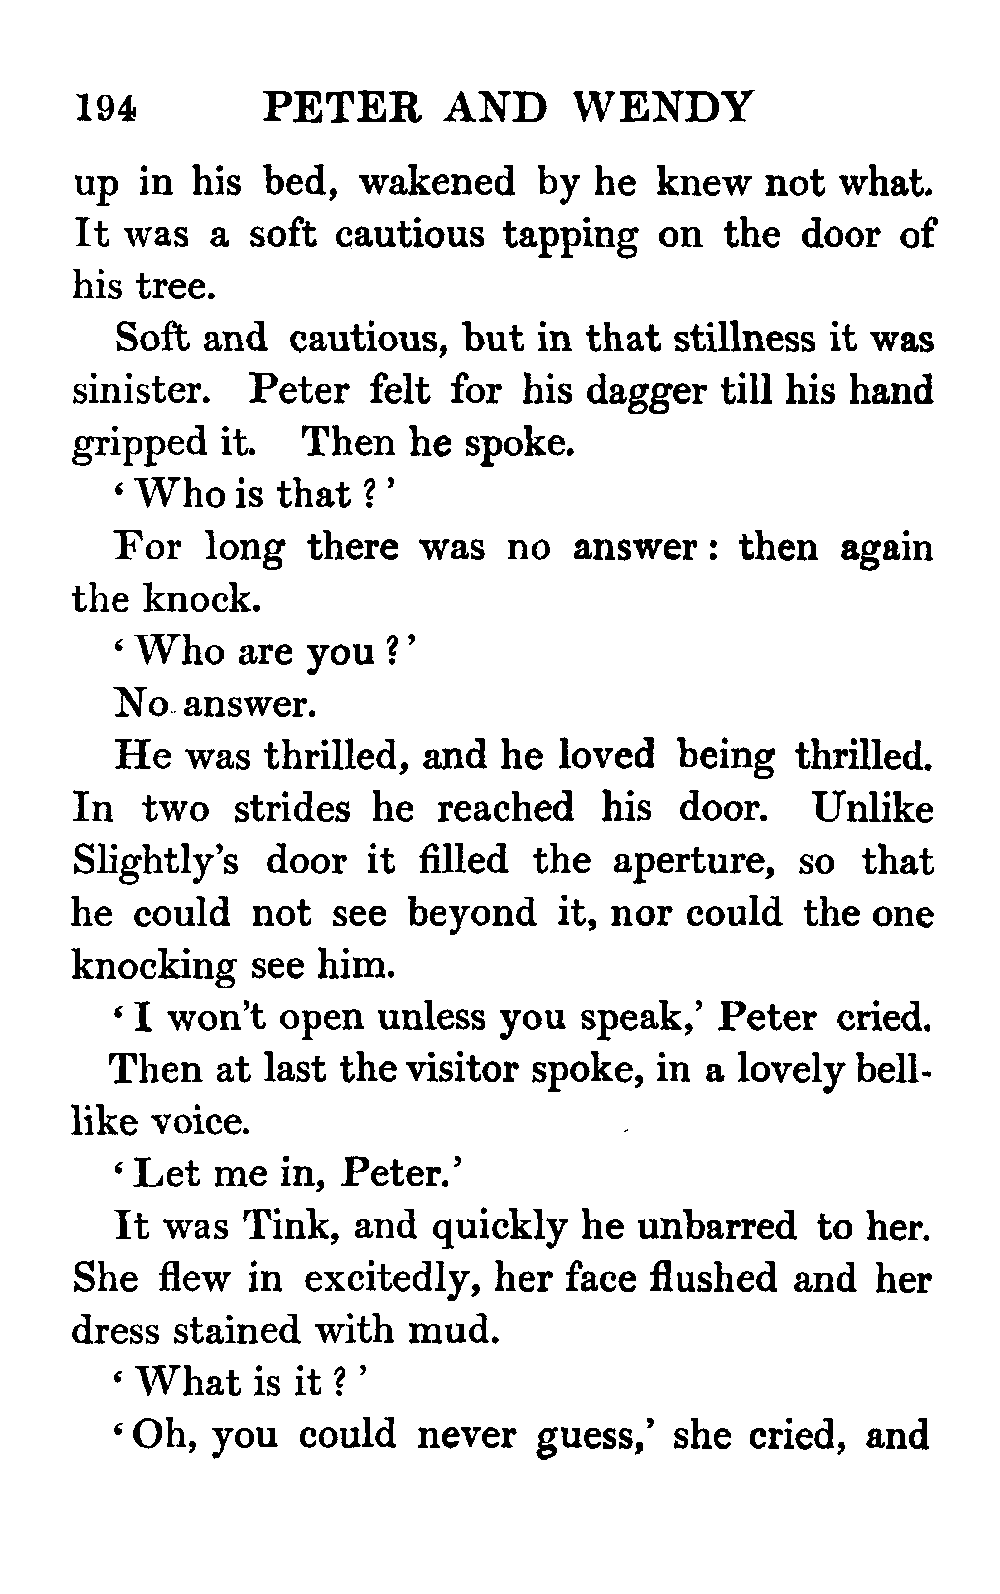 194 PETER AND WENDY
up in his bed, wakened by he knew not what.
It was a soft cautious tapping on the door of
his tree.
Soft and cautious, but in that stillness it was
sinister. Peter felt for his dagger till his hand
gripped it. Then he spoke.
‘ Who is that ? ’
For long there was no answer : then again
the knock.
‘ Who are you ? ’
No answer.
He was thrilled, and he loved being thrilled.
In two strides he reached his door. Unlike
Slightly’s door it filled the aperture, so that
he could not see beyond it, nor could the one
knocking see him.
‘ I won’t open unless you speak,’ Peter cried.
Then at last the visitor spoke, in a lovely bell-
like voice.
‘ Let me in, Peter.’
It was Tink, and quickly he unbarred to her.
She flew in excitedly, her face flushed and her
dress stained with mud.
‘ What is it ? ’
‘ Oh, you could never guess,’ she cried, and